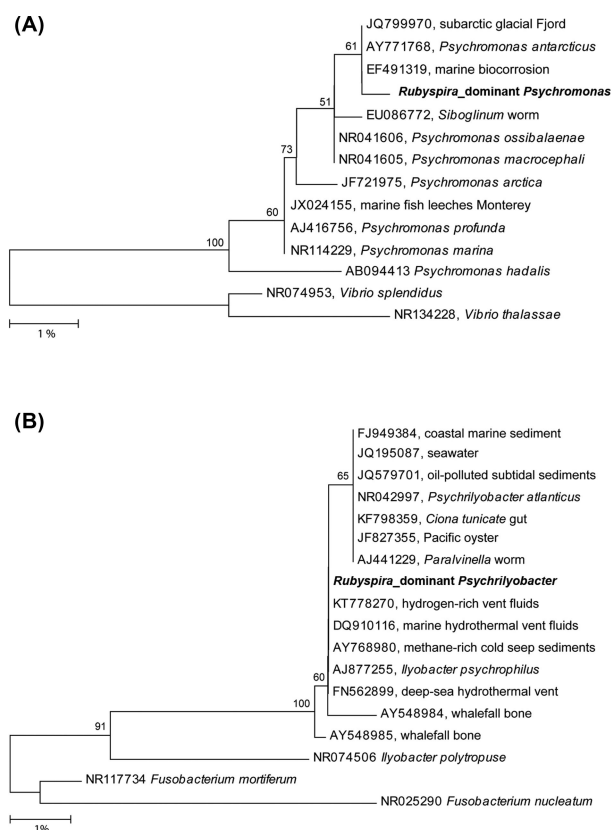 (A)
JQ799970, subarctic glacial Fjord
61
AY771768, Psychromonas antarcticus
EF491319, marine biocorrosion
Rubyspira_dominant Psychromonas
51
EU086772, Siboglinum worm
NR041606, Psychromonas ossibalaenae
73
NR041605, Psychromonas macrocephali
JF721975, Psychromonas arctica
JX024155, marine fish leeches Monterey
60
AJ416756, Psychromonas profunda
100
NR114229, Psychromonas marina
AB094413 Psychromonas hadalis
NR074953, Vibrio splendidus
NR134228, Vibrio thalassae
1 %
(B)
FJ949384, coastal marine sediment
JQ195087, seawater
65
JQ579701, oil-polluted subtidal sediments
NR042997, Psychrilyobacter atlanticus
KF798359, Ciona tunicate gut
JF827355, Pacific oyster
AJ441229, Paralvinella worm
Rubyspira_dominant Psychrilyobacter
KT778270, hydrogen-rich vent fluids
DQ910116, marine hydrothermal vent fluids
AY768980, methane-rich cold seep sediments
AJ877255, Ilyobacter psychrophilus
60
FN562899, deep-sea hydrothermal vent
100
AY548984, whalefall bone
91
AY548985, whalefall bone
NR074506 Ilyobacter polytropuse
NR117734 Fusobacterium mortiferum
NR025290 Fusobacterium nucleatum
1%